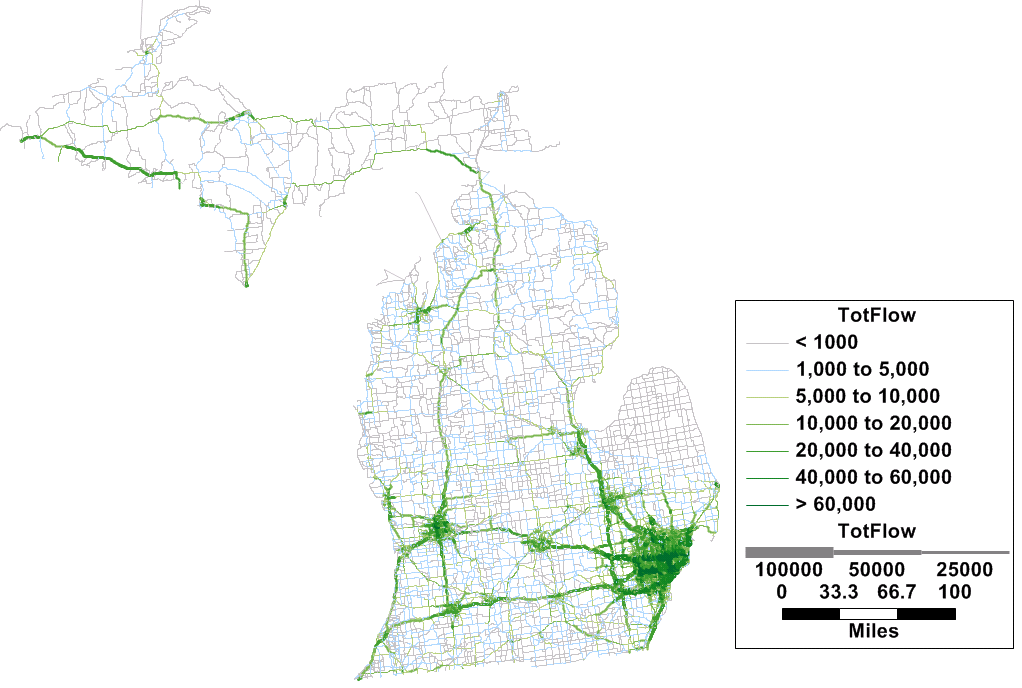 TotFlow
< 1000
1,000 to 5,000
5,000 to 10,000
10,000 to 20,000
20,000 to 40,000
40,000 to 60,000
> 60,000
TotFlow
100000 50000 25000
0 33.3 66.7 100
Miles